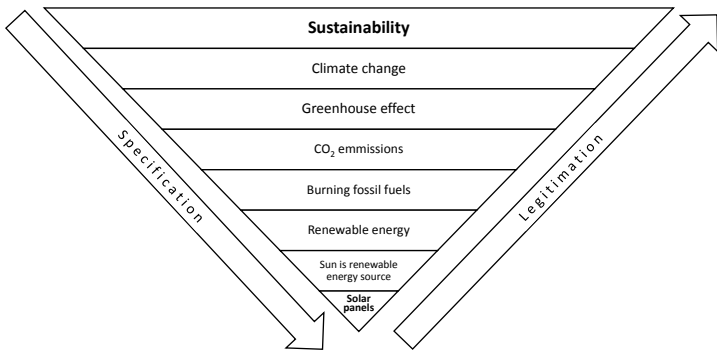 Sustainability
Climate change
Greenhouse effect
CO₂ emmissions
Burning fossil fuels
Renewable energy
Sun is renewable
energy source
Solar
panels
Specification
Legitimation